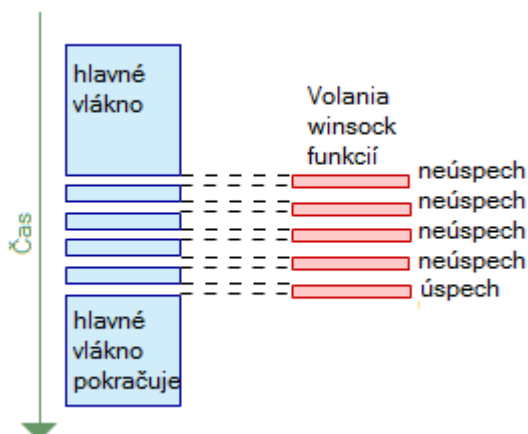 hlavné
vlákno
Volania
winsock
funkcií
neúspech
neúspech
neúspech
neúspech
úspech
Čas
hlavné
vlákno
pokračuje